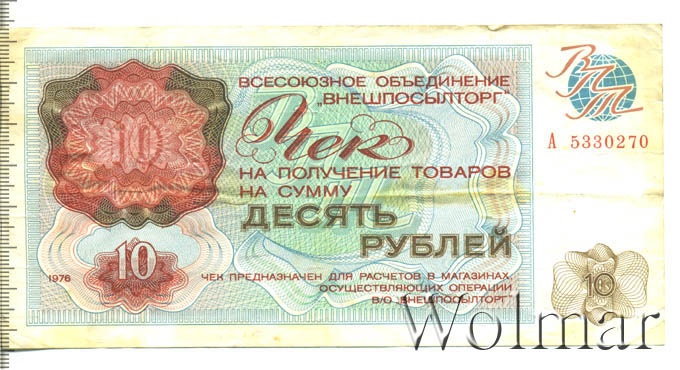 ВПТ
ВСЕСОЮЗНОЕ ОБЪЕДИНЕНИЕ
„ВНЕШПОСЫЛТОРГ"
Чек
А 5330270
10
НА ПОЛУЧЕНИЕ ТОВАРОВ
НА СУММУ
ДЕСЯТЬ
РУБЛЕЙ
10
1976
ЧЕК ПРЕДНАЗНАЧЕН ДЛЯ РАСЧЕТОВ В МАГАЗИНАХ,
ОСУЩЕСТВЛЯЮЩИХ ОПЕРАЦИИ
В/О „ВНЕШПОСЫЛТОРГ"
10
Wolmar